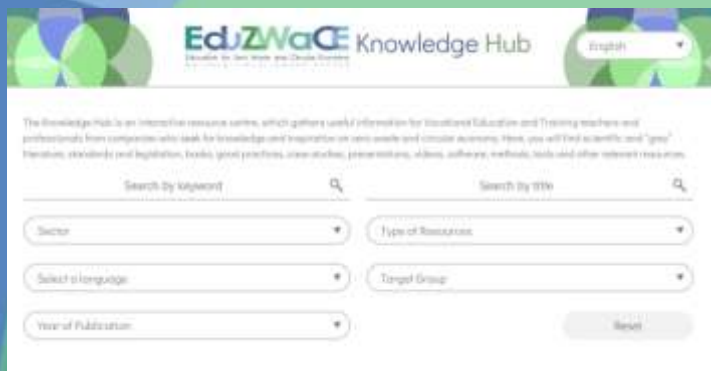 EduZWaCE Knowledge Hub
Education for Zero Waste and Circular Economy
English
The Knowledge Hub is an interactive resource centre, which gathers useful information for Vocational Education and Training teachers and
professionals from companies who seek for knowledge and inspiration on zero waste and circular economy. Here, you will find scientific and "grey"
literature, standards and legislation, books, good practices, case studies, presentations, videos, software, methods, tools and other relevant resources.
Search by keyword
Search by title
Sector
Type of Resources
Select a language
Target Group
Year of Publication
Reset